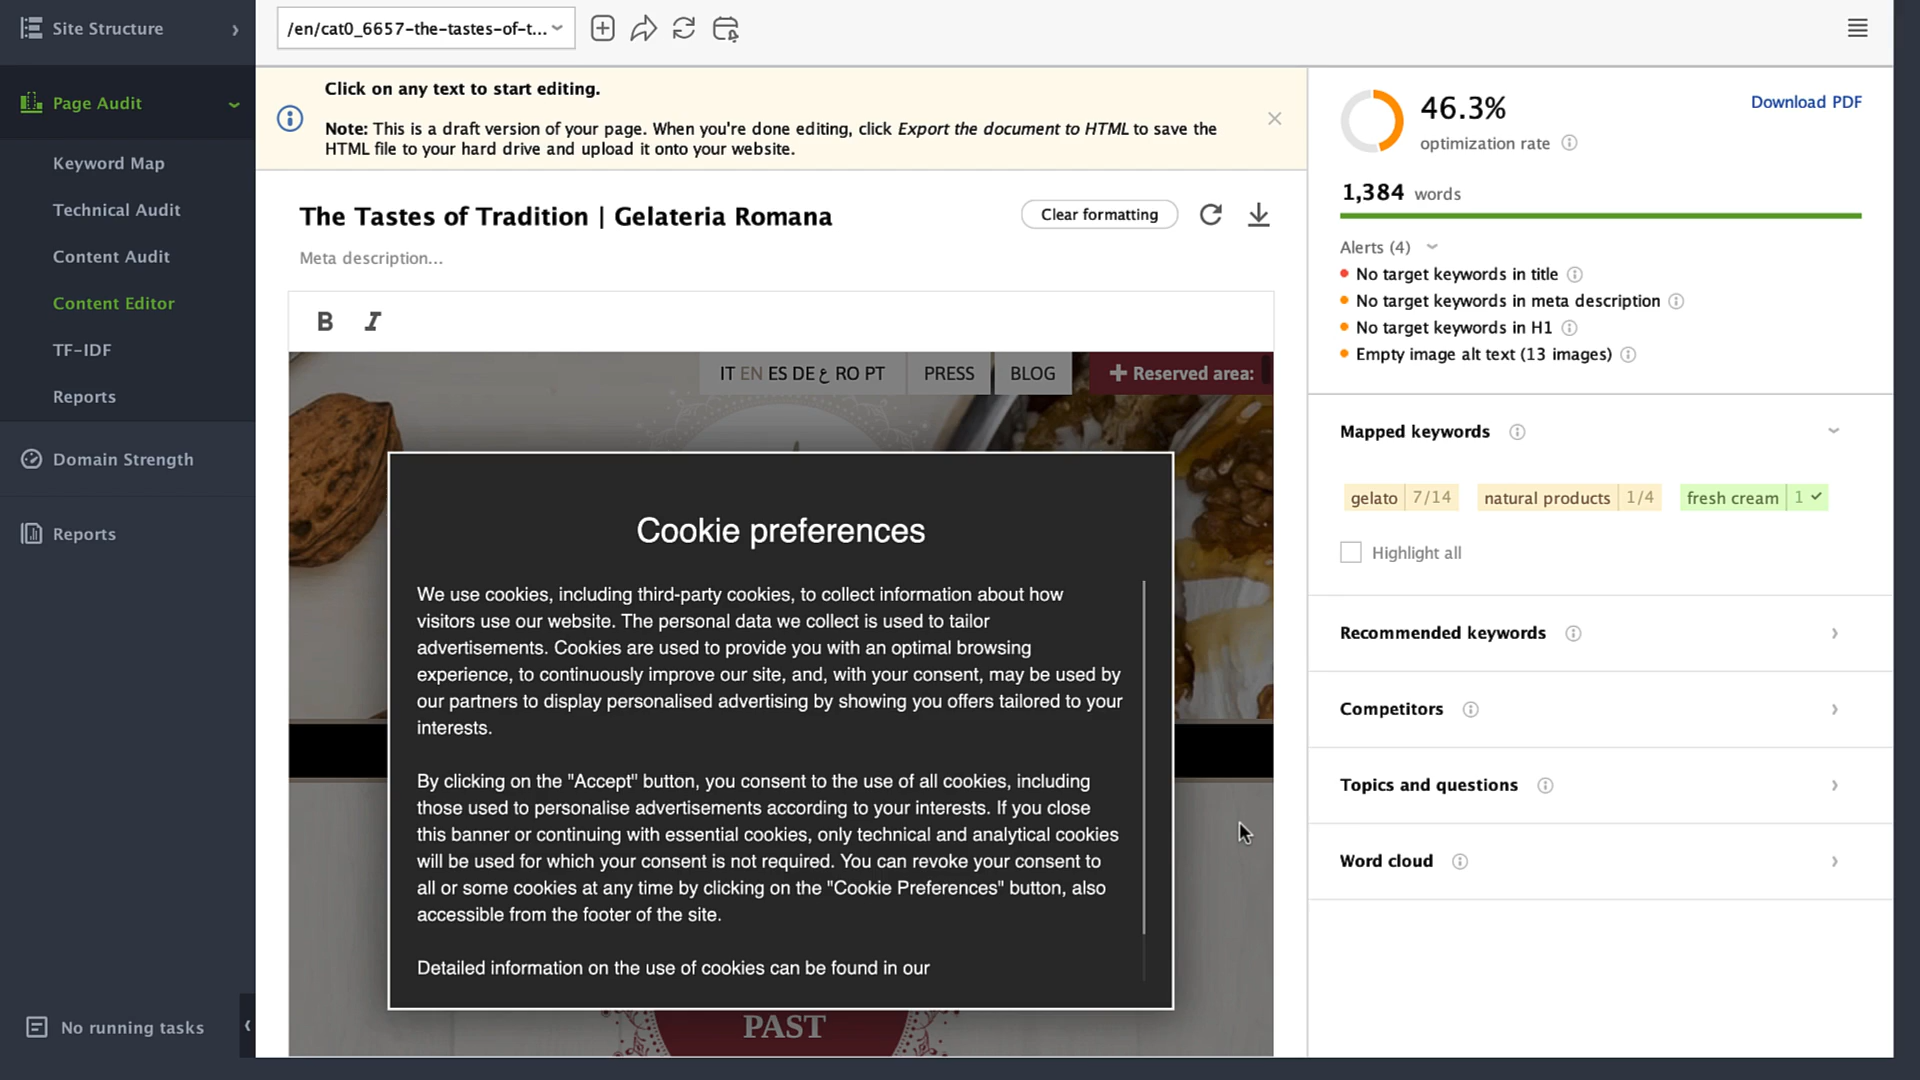 Site Structure
/en/cat0_6657-the-tastes-of-t...
Page Audit
Keyword Map
Technical Audit
Content Audit
Content Editor
TF-IDF
Reports
Domain Strength
Reports
No running tasks
Click on any text to start editing.
Note: This is a draft version of your page. When you're done editing, click Export the document to HTML to save the
HTML file to your hard drive and upload it onto your website.
The Tastes of Tradition | Gelateria Romana
Clear formatting
Meta description...
B I
IT EN ES DE ع RO PT
PRESS
BLOG
Reserved area:
Cookie preferences
We use cookies, including third-party cookies, to collect information about how
visitors use our website. The personal data we collect is used to tailor
advertisements. Cookies are used to provide you with an optimal browsing
experience, to continuously improve our site, and, with your consent, may be used by
our partners to display personalised advertising by showing you offers tailored to your
interests.
By clicking on the "Accept" button, you consent to the use of all cookies, including
those used to personalise advertisements according to your interests. If you close
this banner or continuing with essential cookies, only technical and analytical cookies
will be used for which your consent is not required. You can revoke your consent to
all or some cookies at any time by clicking on the "Cookie Preferences" button, also
accessible from the footer of the site.
Detailed information on the use of cookies can be found in our
PAST
46.3%
Download PDF
optimization rate
1,384 words
Alerts (4)
No target keywords in title
No target keywords in meta description
No target keywords in H1
Empty image alt text (13 images)
Mapped keywords
gelato 7/14
natural products 1/4
fresh cream 1
Highlight all
Recommended keywords
Competitors
Topics and questions
Word cloud